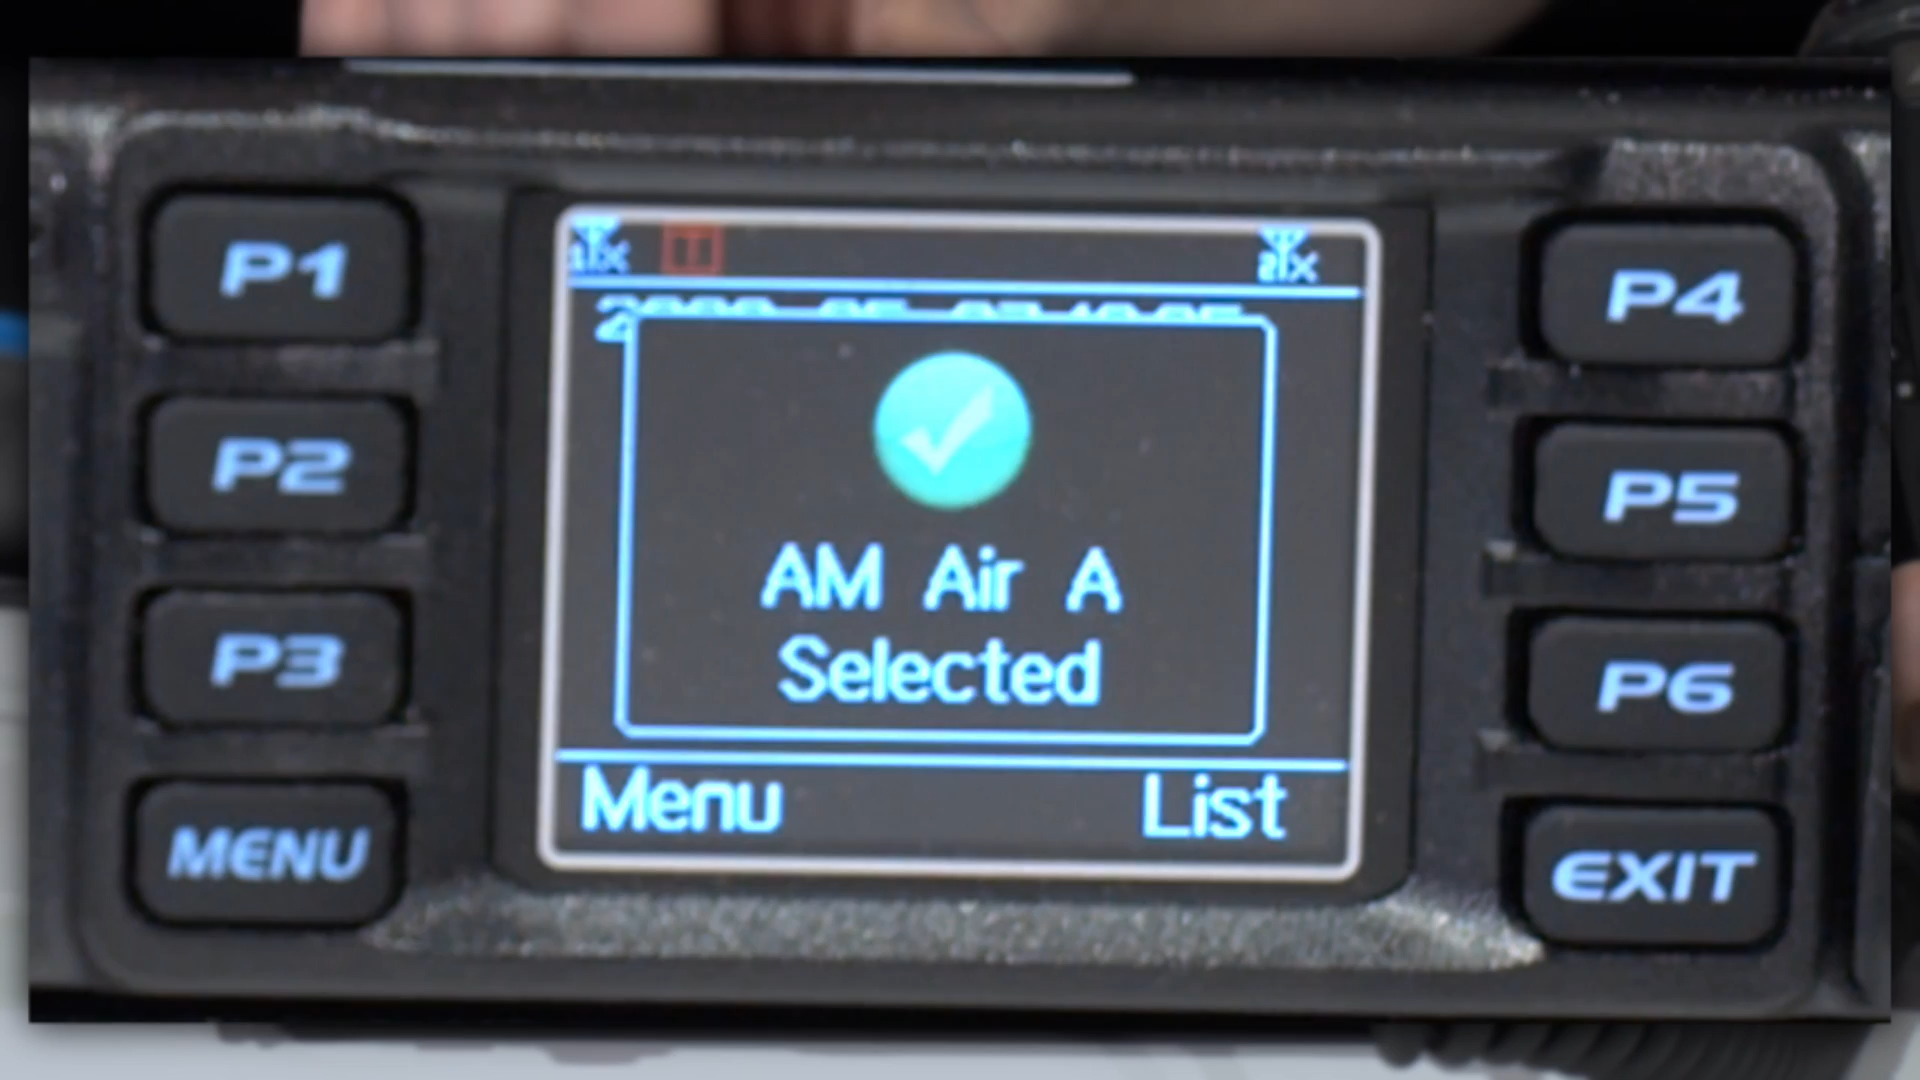 P1
P2
P3
MENU
AM Air A
Selected
Menu
List
P4
P5
P6
EXIT